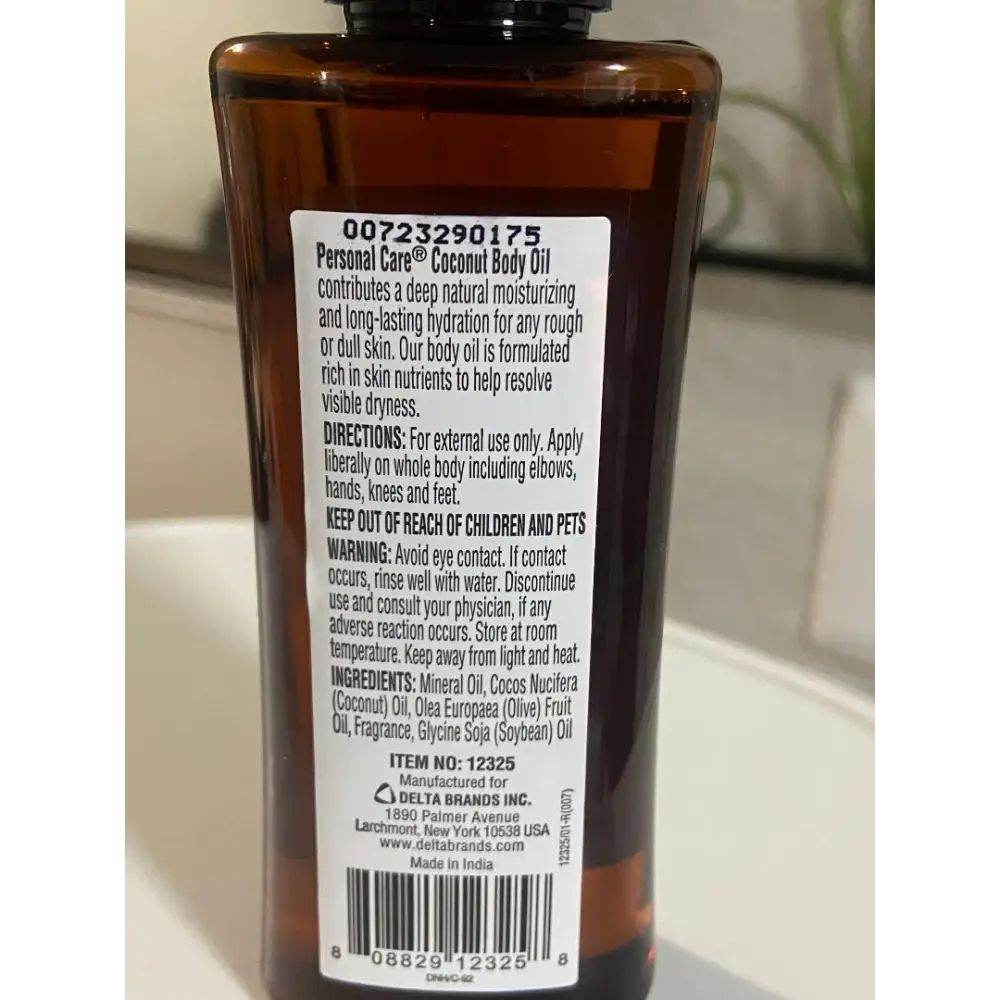 00723290175
Personal Care® Coconut Body Oil
contributes a deep natural moisturizing
and long-lasting hydration for any rough
or dull skin. Our body oil is formulated
rich in skin nutrients to help resolve
visible dryness.
DIRECTIONS: For external use only. Apply
liberally on whole body including elbows,
hands, knees and feet.
KEEP OUT OF REACH OF CHILDREN AND PETS
WARNING: Avoid eye contact. If contact
occurs, rinse well with water. Discontinue
use and consult your physician, if any
adverse reaction occurs. Store at room
temperature. Keep away from light and heat.
INGREDIENTS: Mineral Oil, Cocos Nucifera
(Coconut) Oil, Olea Europaea (Olive) Fruit
Oil, Fragrance, Glycine Soja (Soybean) Oil
ITEM NO: 12325
Manufactured for
DELTA BRANDS INC.
1890 Palmer Avenue
Larchmont, New York 10538 USA
www.deltabrands.com
Made in India
12325/01-R(007)
8 08829 12325 8
DNH/C-92